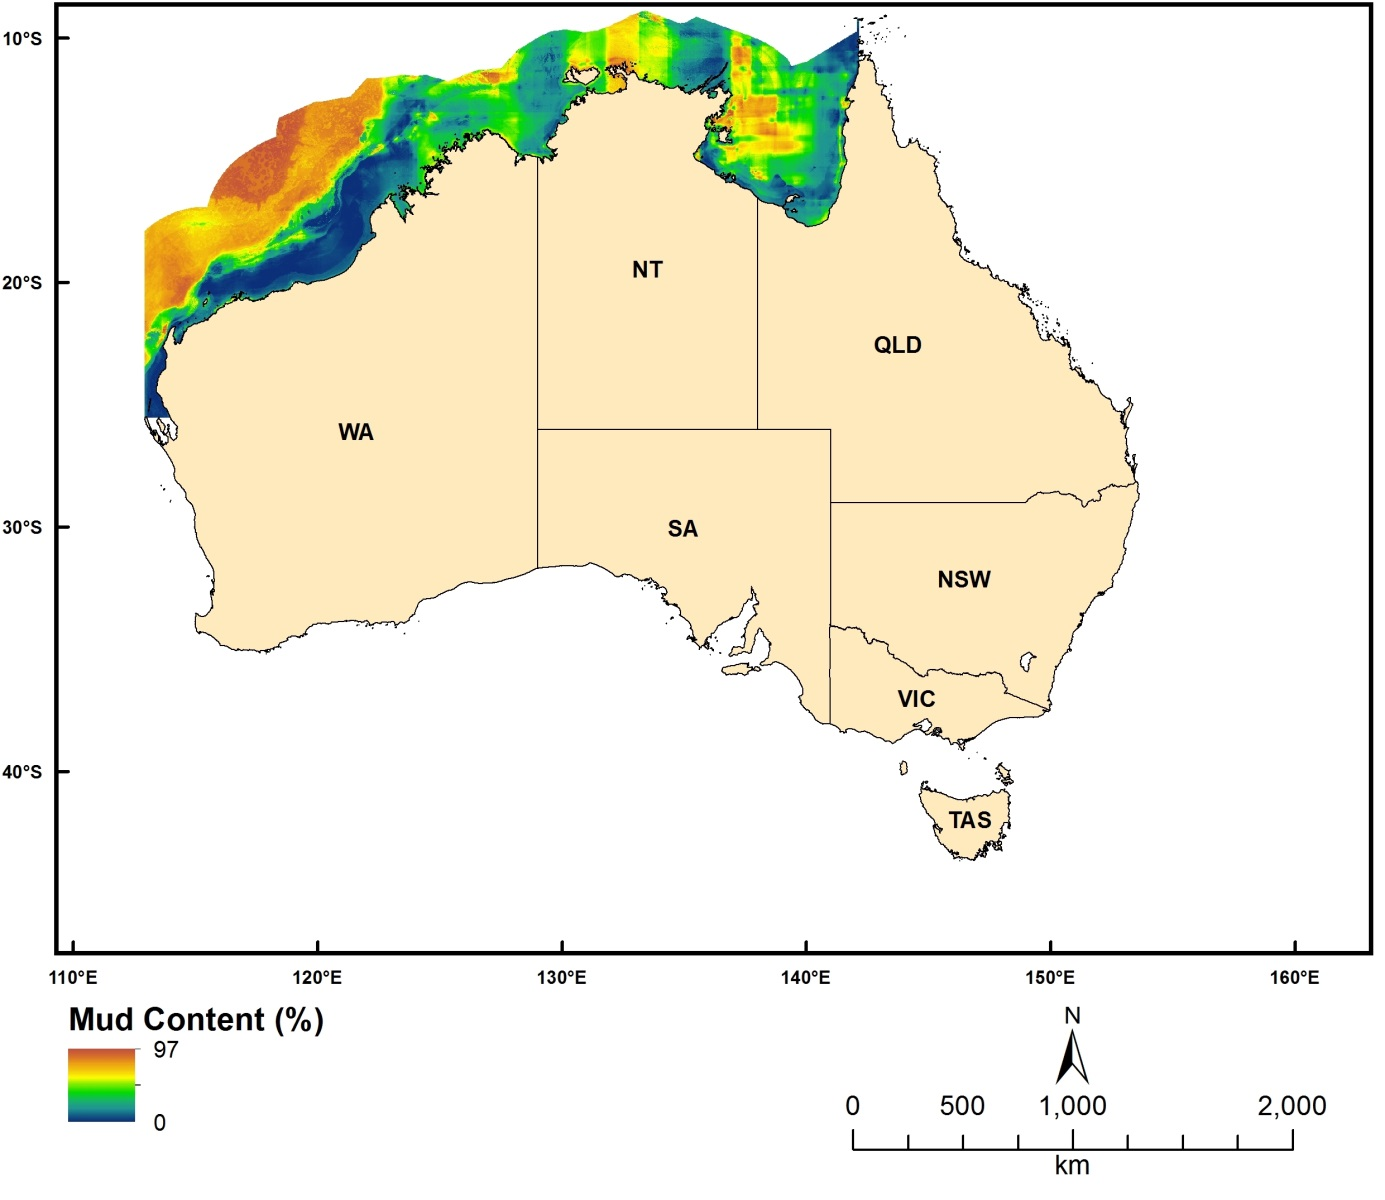 10°S
20°S
30°S
40°S
NT
QLD
WA
SA
NSW
VIC
TAS
110°E 120°E 130°E 140°E 150°E 160°E
Mud Content (%)
97
0
N
0 500 1,000 2,000
km